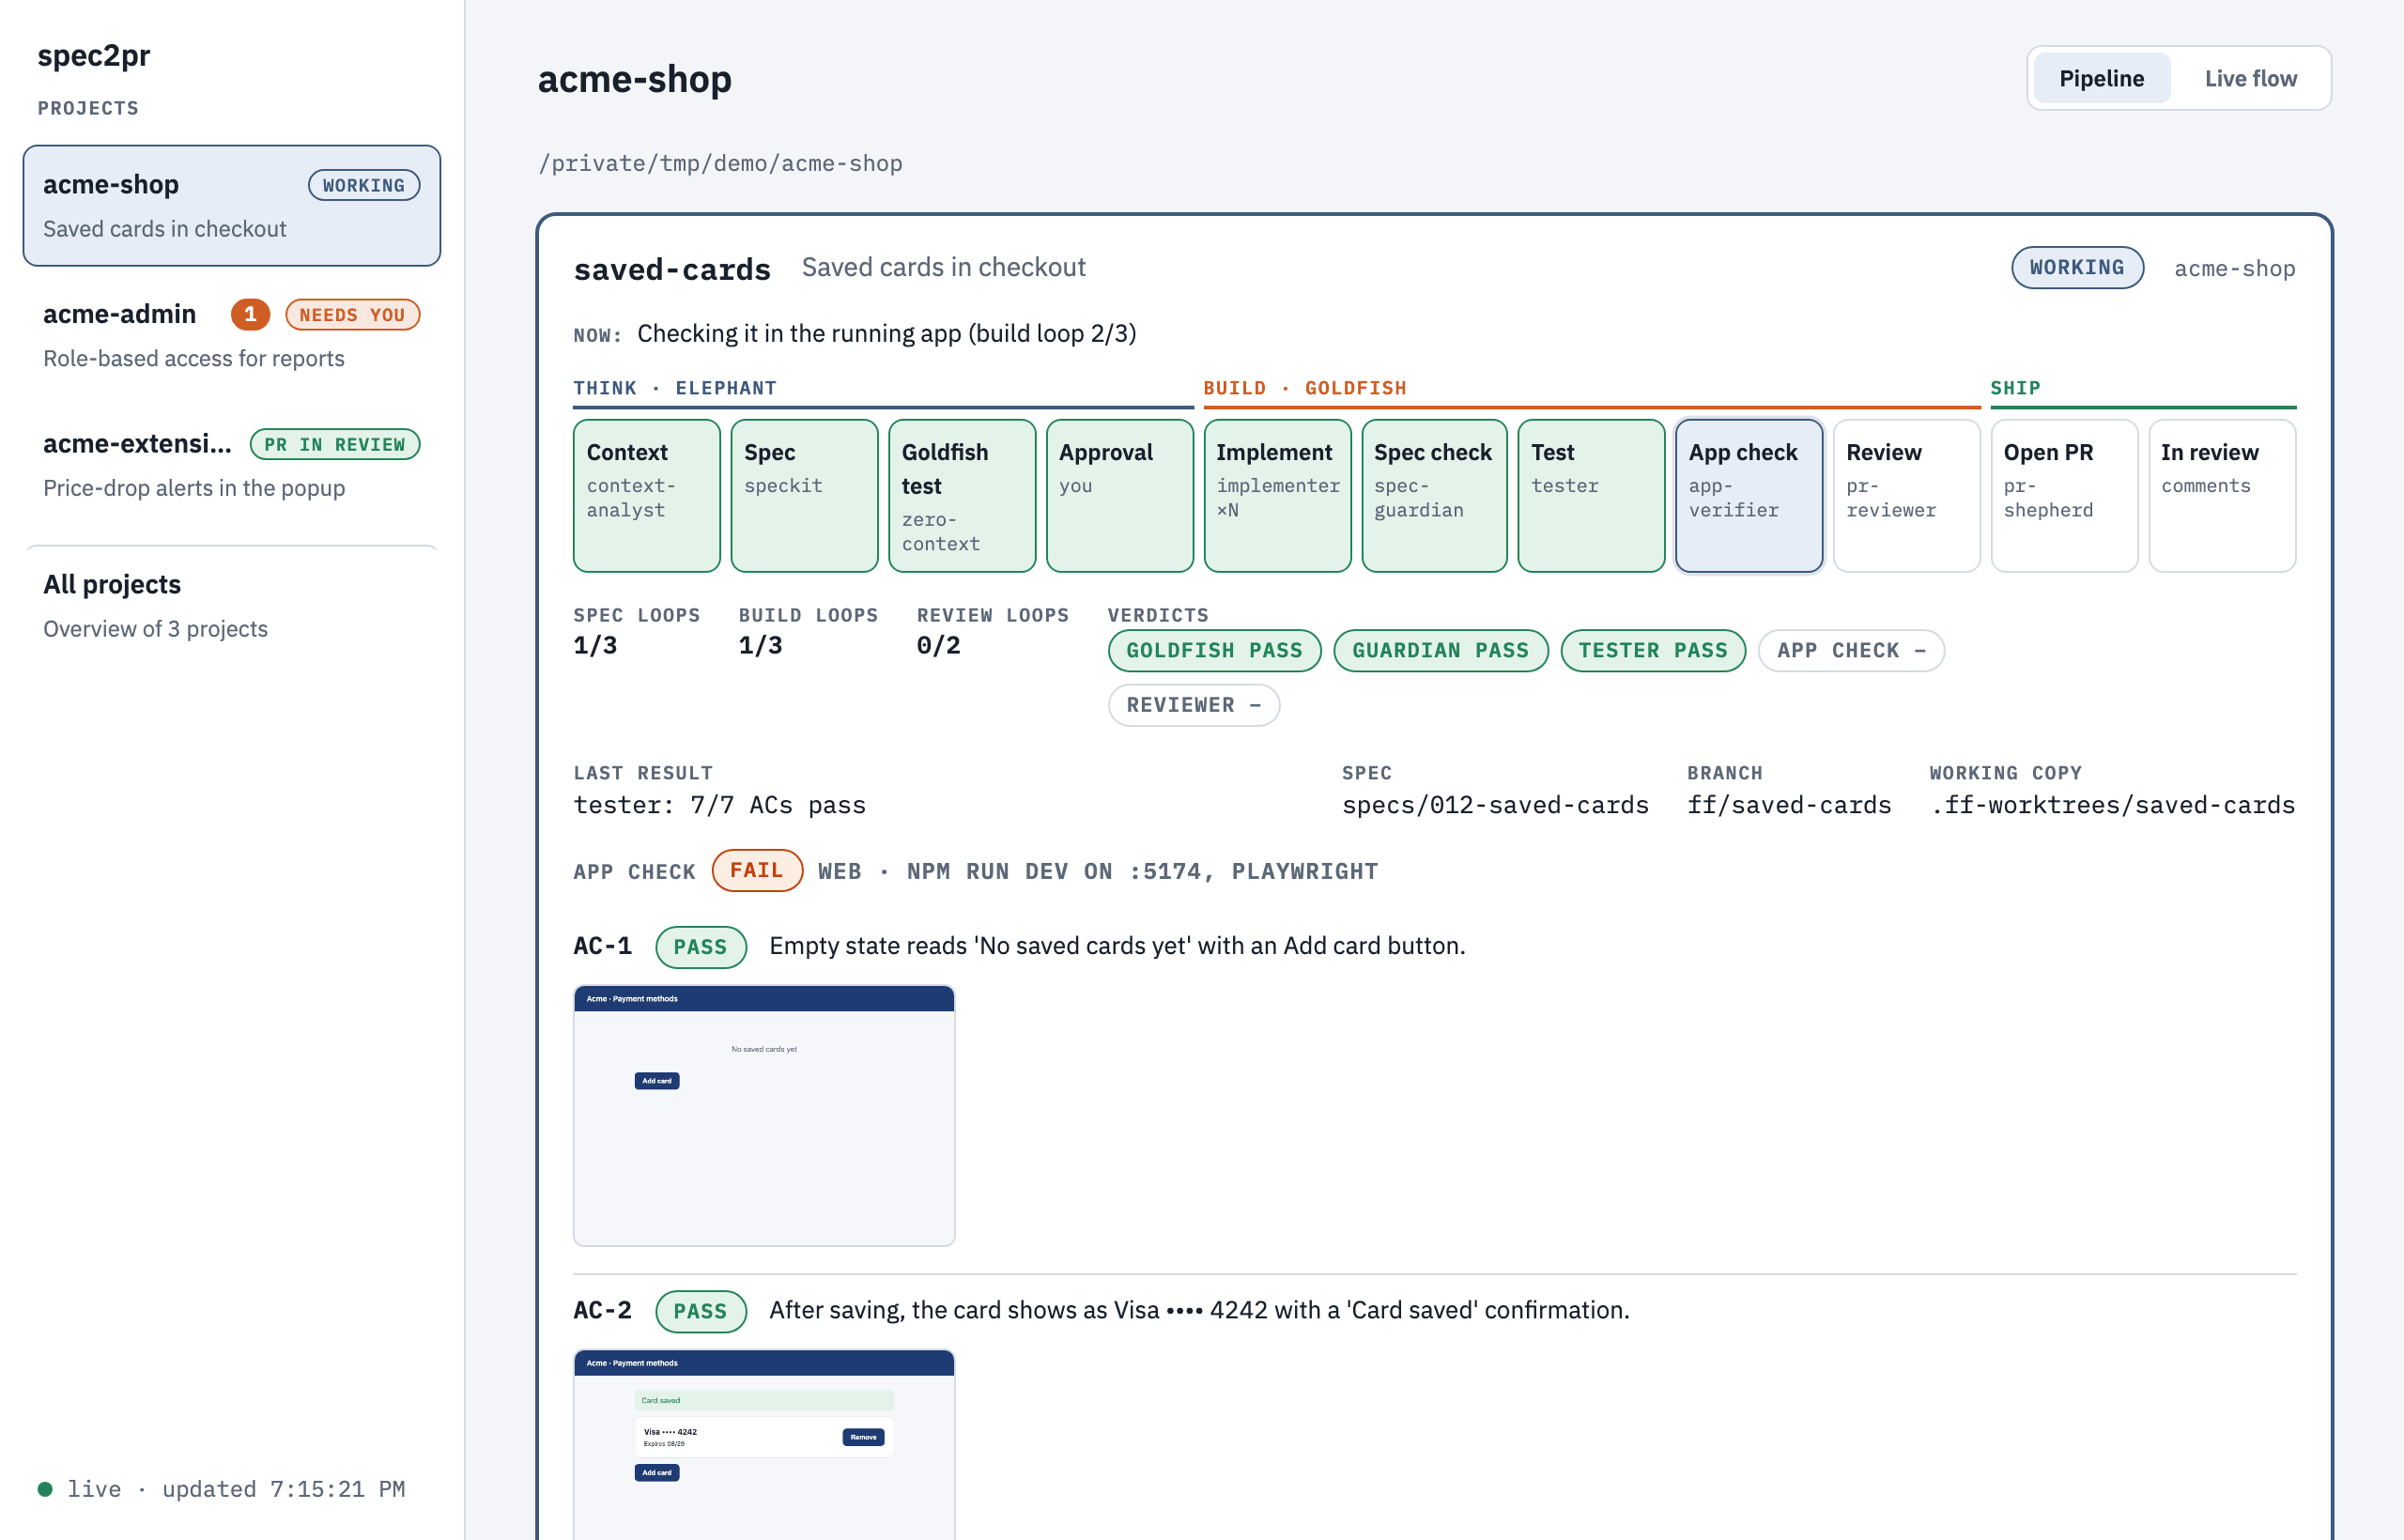 spec2pr
PROJECTS
acme-shop WORKING
Saved cards in checkout
acme-admin 1 NEEDS YOU
Role-based access for reports
acme-extensi... PR IN REVIEW
Price-drop alerts in the popup
All projects
Overview of 3 projects
live · updated 7:15:21 PM
acme-shop
Pipeline Live flow
/private/tmp/demo/acme-shop
saved-cards Saved cards in checkout WORKING acme-shop
NOW: Checking it in the running app (build loop 2/3)
THINK · ELEPHANT
BUILD · GOLDFISH
SHIP
Context
context-
analyst
Spec
speckit
Goldfish
test
zero-
context
Approval
you
Implement
implementer
×N
Spec check
spec-
guardian
Test
tester
App check
app-
verifier
Review
pr-
reviewer
Open PR
pr-
shepherd
In review
comments
SPEC LOOPS
1/3
BUILD LOOPS
1/3
REVIEW LOOPS
0/2
VERDICTS
GOLDFISH PASS GUARDIAN PASS TESTER PASS APP CHECK –
REVIEWER –
LAST RESULT
tester: 7/7 ACs pass
SPEC
specs/012-saved-cards
BRANCH
ff/saved-cards
WORKING COPY
.ff-worktrees/saved-cards
APP CHECK FAIL WEB · NPM RUN DEV ON :5174, PLAYWRIGHT
AC-1 PASS Empty state reads 'No saved cards yet' with an Add card button.
Acme · Payment methods
No saved cards yet
Add card
AC-2 PASS After saving, the card shows as Visa •••• 4242 with a 'Card saved' confirmation.
Acme · Payment methods
Card saved
Visa •••• 4242
Expires 08/29
Remove
Add card